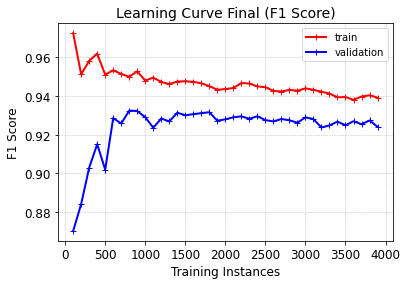 Learning Curve Final (F1 Score)
train
validation
F1 Score
0.96
0.94
0.92
0.90
0.88
0 500 1000 1500 2000 2500 3000 3500 4000
Training Instances